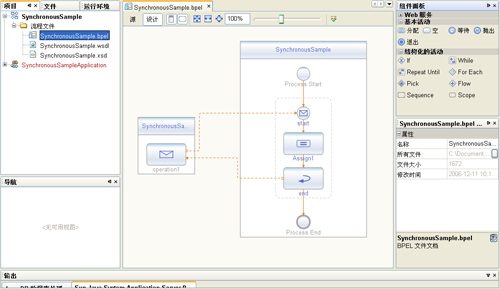 项目 文件 运行环境
SynchronousSample
流程文件
SynchronousSample.bpel
SynchronousSample.wsdl
SynchronousSample.xsd
SynchronousSampleApplication
导航
<无可用视图>
SynchronousSample.bpel
源 设计 100%
SynchronousSample
Process Start
start
Assign1
end
Process End
SynchronousSa...
operation1
组件面板
Web 服务
基本活动
分配 空 等待 抛出
退出
结构化的活动
If While
Repeat Until For Each
Pick Flow
Sequence Scope
SynchronousSample.bpel ...
属性
名称 SynchronousSa...
所有文件 C:\Document...
文件大小 1672
修改时间 2006-12-11 10:1...
SynchronousSample.bpel
BPEL 文件文档
输出
Sun Java System Application Server 9